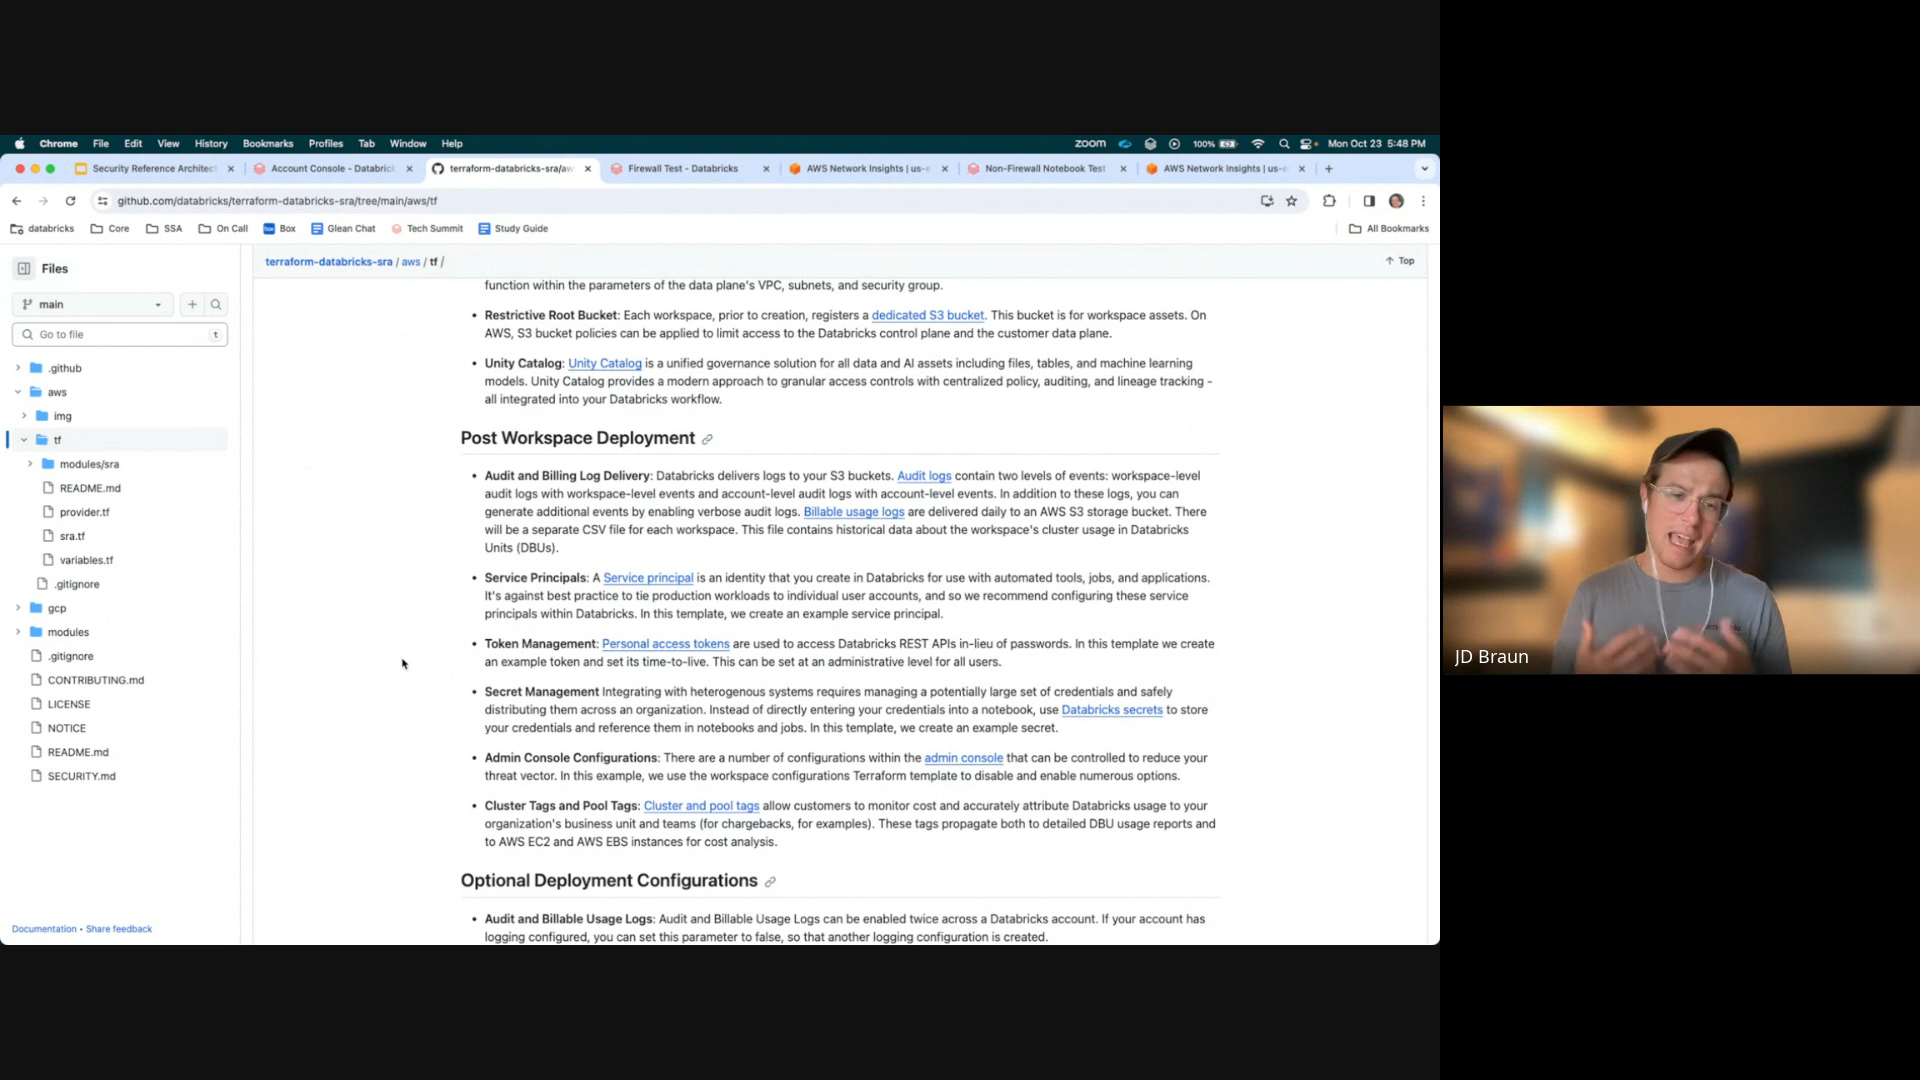 Chrome File Edit View History Bookmarks Profiles Tab Window Help zoom 100% Mon Oct 23 5:48 PM
Security Reference Architect Account Console - Databrick terraform-databricks-sra/aw Firewall Test - Databricks AWS Network Insights | us-e Non-Firewall Notebook Test AWS Network Insights | us-e
github.com/databricks/terraform-databricks-sra/tree/main/aws/tf
databricks Core SSA On Call Box Glean Chat Tech Summit Study Guide All Bookmarks
Files
main
Go to file t
.github
aws
img
tf
modules/sra
README.md
provider.tf
sra.tf
variables.tf
.gitignore
gcp
modules
.gitignore
CONTRIBUTING.md
LICENSE
NOTICE
README.md
SECURITY.md
Documentation • Share feedback
terraform-databricks-sra / aws / tf / Top
function within the parameters of the data plane's VPC, subnets, and security group.
• Restrictive Root Bucket: Each workspace, prior to creation, registers a dedicated S3 bucket. This bucket is for workspace assets. On
AWS, S3 bucket policies can be applied to limit access to the Databricks control plane and the customer data plane.
• Unity Catalog: Unity Catalog is a unified governance solution for all data and AI assets including files, tables, and machine learning
models. Unity Catalog provides a modern approach to granular access controls with centralized policy, auditing, and lineage tracking -
all integrated into your Databricks workflow.
Post Workspace Deployment
• Audit and Billing Log Delivery: Databricks delivers logs to your S3 buckets. Audit logs contain two levels of events: workspace-level
audit logs with workspace-level events and account-level audit logs with account-level events. In addition to these logs, you can
generate additional events by enabling verbose audit logs. Billable usage logs are delivered daily to an AWS S3 storage bucket. There
will be a separate CSV file for each workspace. This file contains historical data about the workspace's cluster usage in Databricks
Units (DBUs).
• Service Principals: A Service principal is an identity that you create in Databricks for use with automated tools, jobs, and applications.
It's against best practice to tie production workloads to individual user accounts, and so we recommend configuring these service
principals within Databricks. In this template, we create an example service principal.
• Token Management: Personal access tokens are used to access Databricks REST APIs in-lieu of passwords. In this template we create
an example token and set its time-to-live. This can be set at an administrative level for all users.
• Secret Management Integrating with heterogenous systems requires managing a potentially large set of credentials and safely
distributing them across an organization. Instead of directly entering your credentials into a notebook, use Databricks secrets to store
your credentials and reference them in notebooks and jobs. In this template, we create an example secret.
• Admin Console Configurations: There are a number of configurations within the admin console that can be controlled to reduce your
threat vector. In this example, we use the workspace configurations Terraform template to disable and enable numerous options.
• Cluster Tags and Pool Tags: Cluster and pool tags allow customers to monitor cost and accurately attribute Databricks usage to your
organization's business unit and teams (for chargebacks, for examples). These tags propagate both to detailed DBU usage reports and
to AWS EC2 and AWS EBS instances for cost analysis.
Optional Deployment Configurations
• Audit and Billable Usage Logs: Audit and Billable Usage Logs can be enabled twice across a Databricks account. If your account has
logging configured, you can set this parameter to false, so that another logging configuration is created.
JD Braun